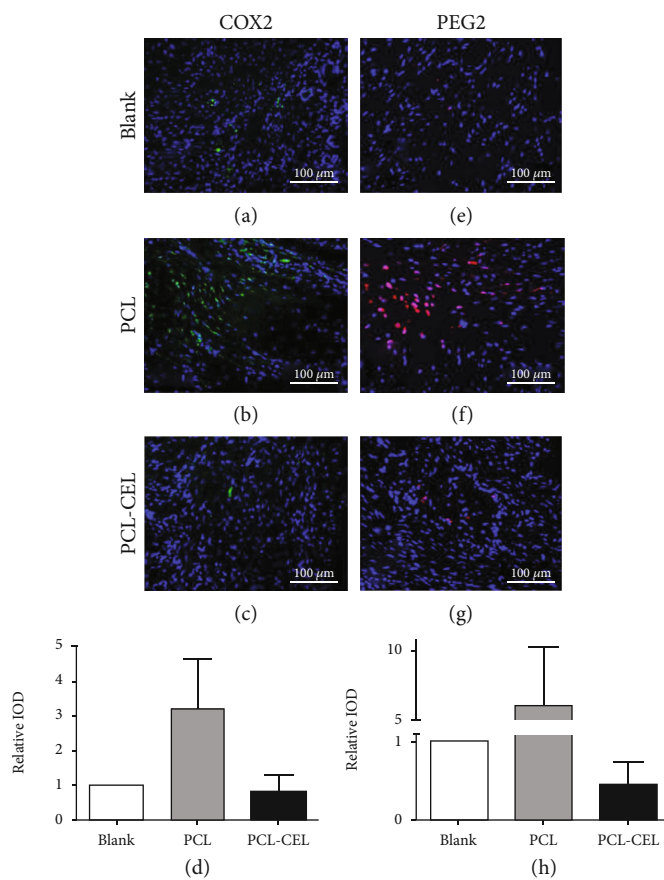 COX2 PEG2
Blank
100 μm 100 μm
(a) (e)
PCL
100 μm 100 μm
(b) (f)
PCL-CEL
100 μm 100 μm
(c) (g)
Relative IOD
5
4
3
2
1
0
Blank PCL PCL-CEL
(d)
Relative IOD
10
5
1
0
Blank PCL PCL-CEL
(h)